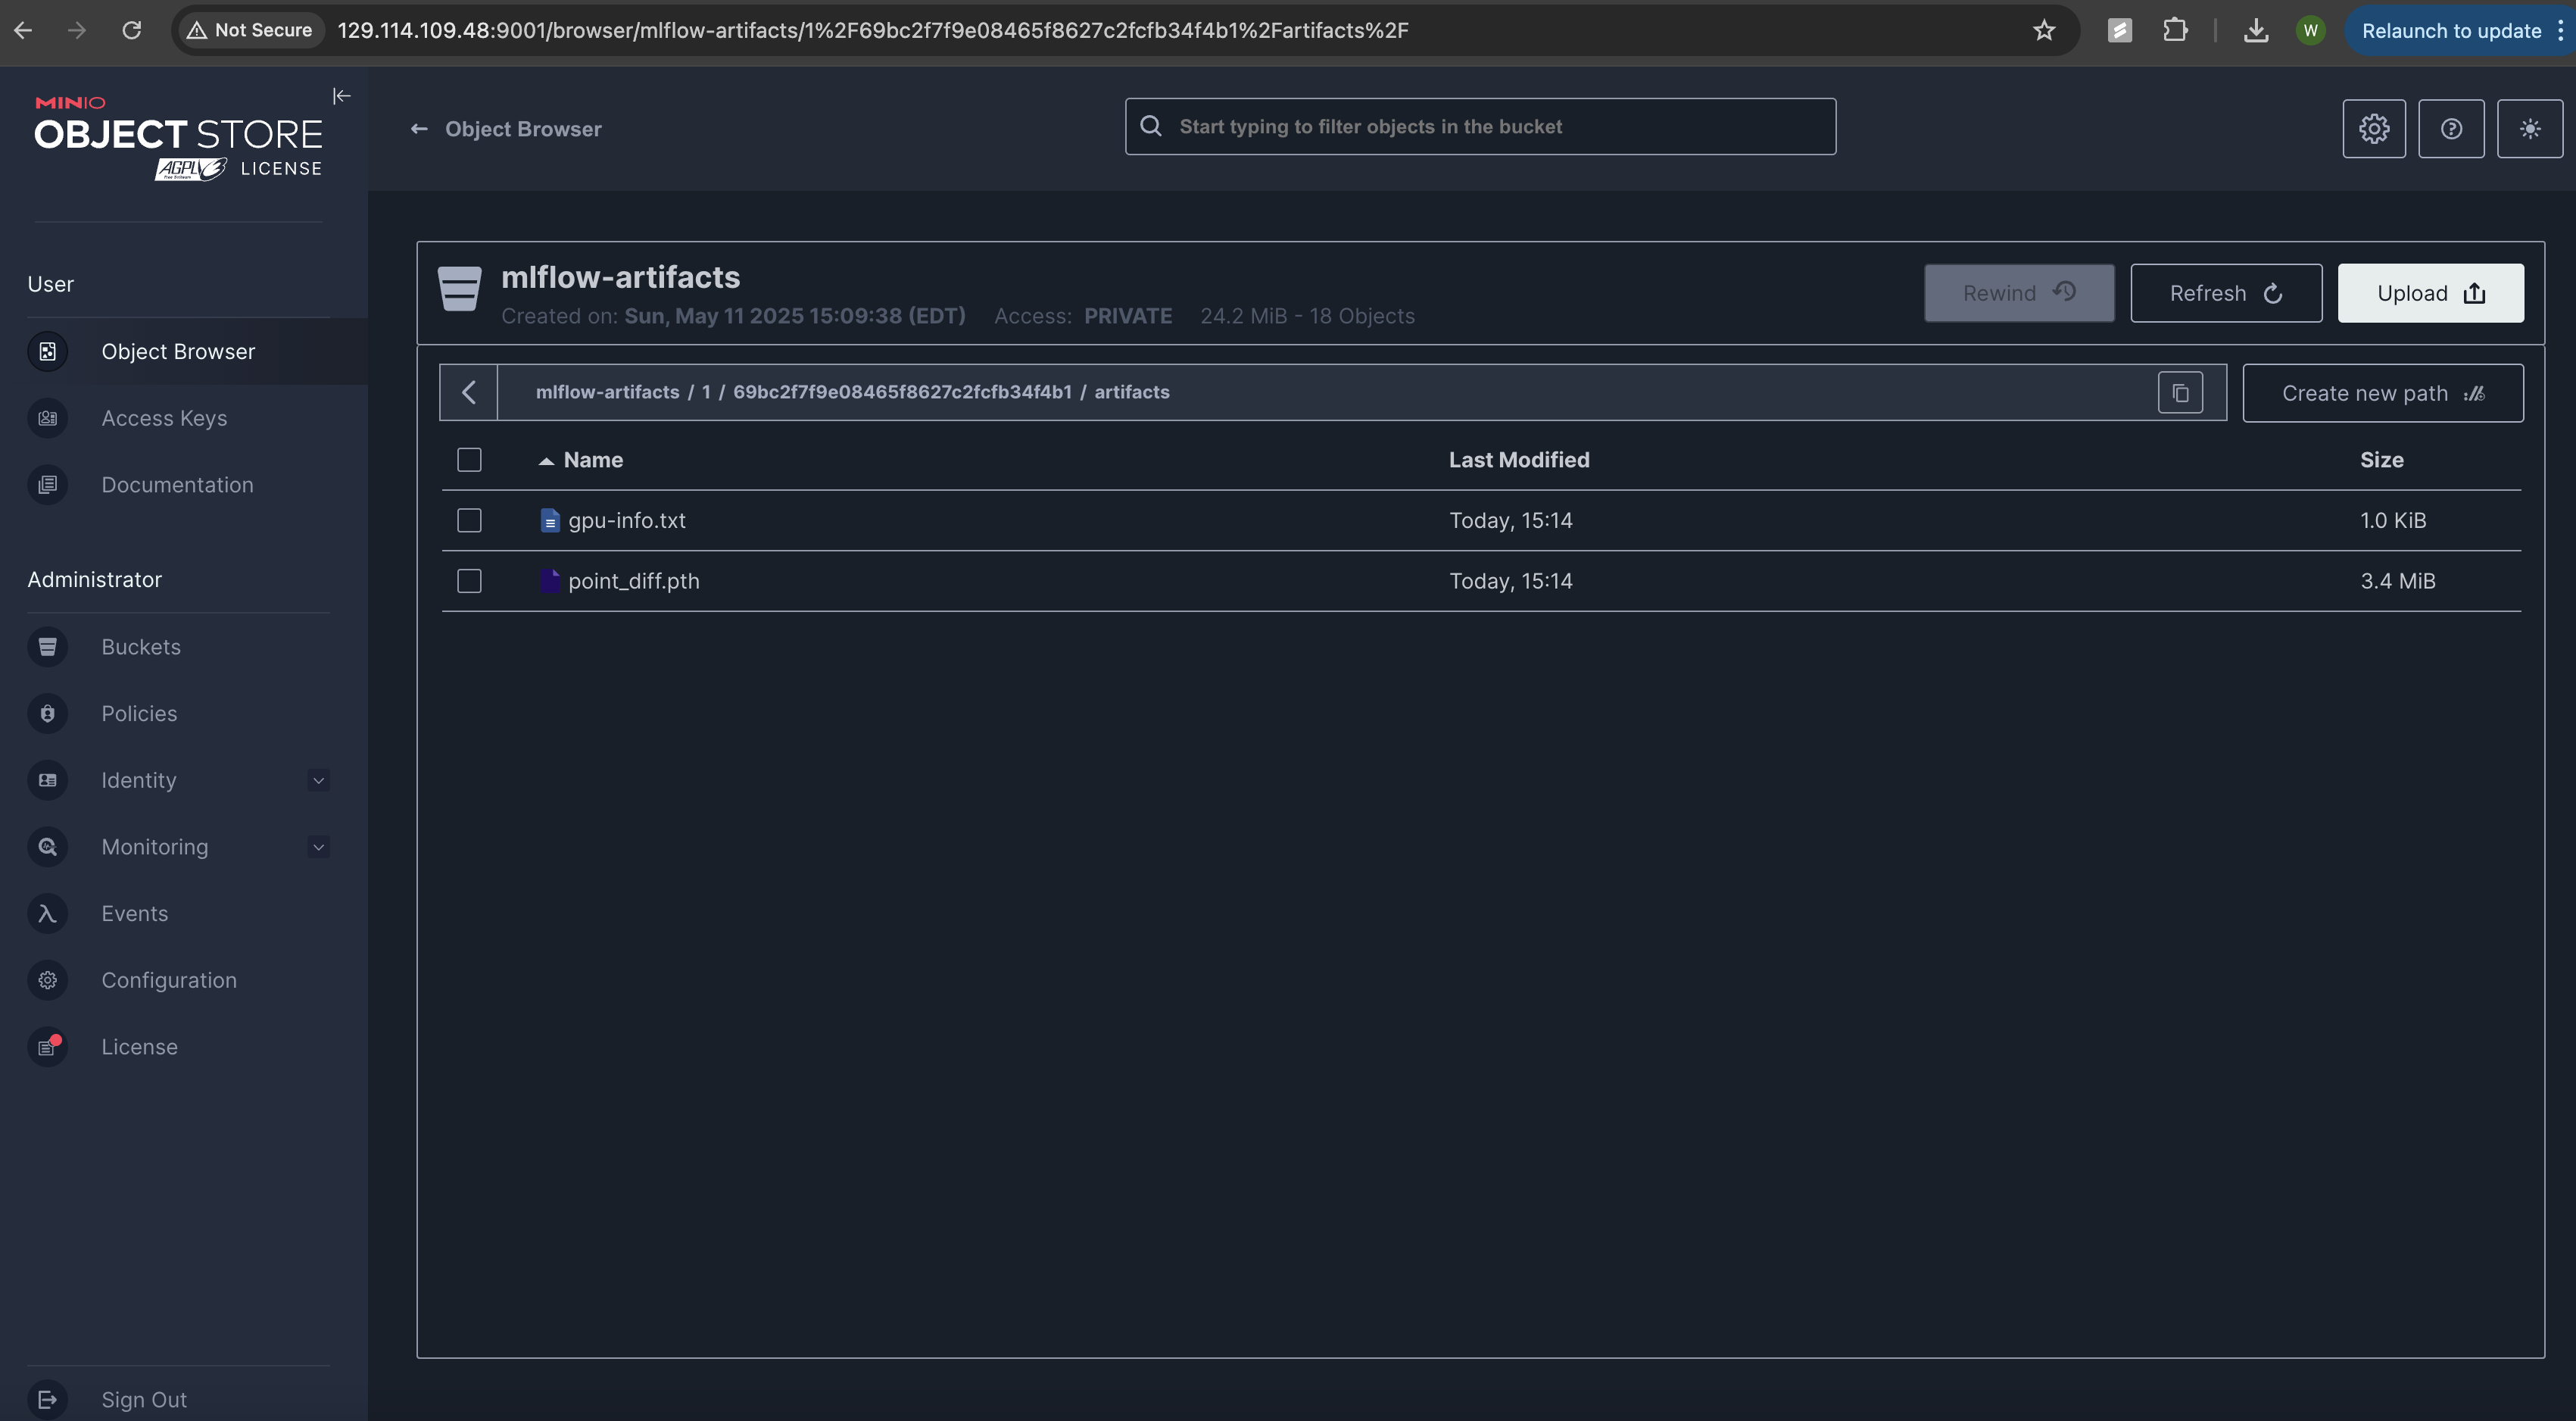 Not Secure 129.114.109.48:9001/browser/mlflow-artifacts/1%2F69bc2f7f9e08465f8627c2fcfb34f4b1%2Fartifacts%2F W Relaunch to update
MINIO
OBJECT STORE
AGPL V3 LICENSE
Object Browser
Start typing to filter objects in the bucket
User
Object Browser
Access Keys
Documentation
Administrator
Buckets
Policies
Identity
Monitoring
Events
Configuration
License
Sign Out
mlflow-artifacts
Created on: Sun, May 11 2025 15:09:38 (EDT) Access: PRIVATE 24.2 MiB - 18 Objects
Rewind
Refresh
Upload
mlflow-artifacts / 1 / 69bc2f7f9e08465f8627c2fcfb34f4b1 / artifacts
Create new path
Name Last Modified Size
gpu-info.txt Today, 15:14 1.0 KiB
point_diff.pth Today, 15:14 3.4 MiB